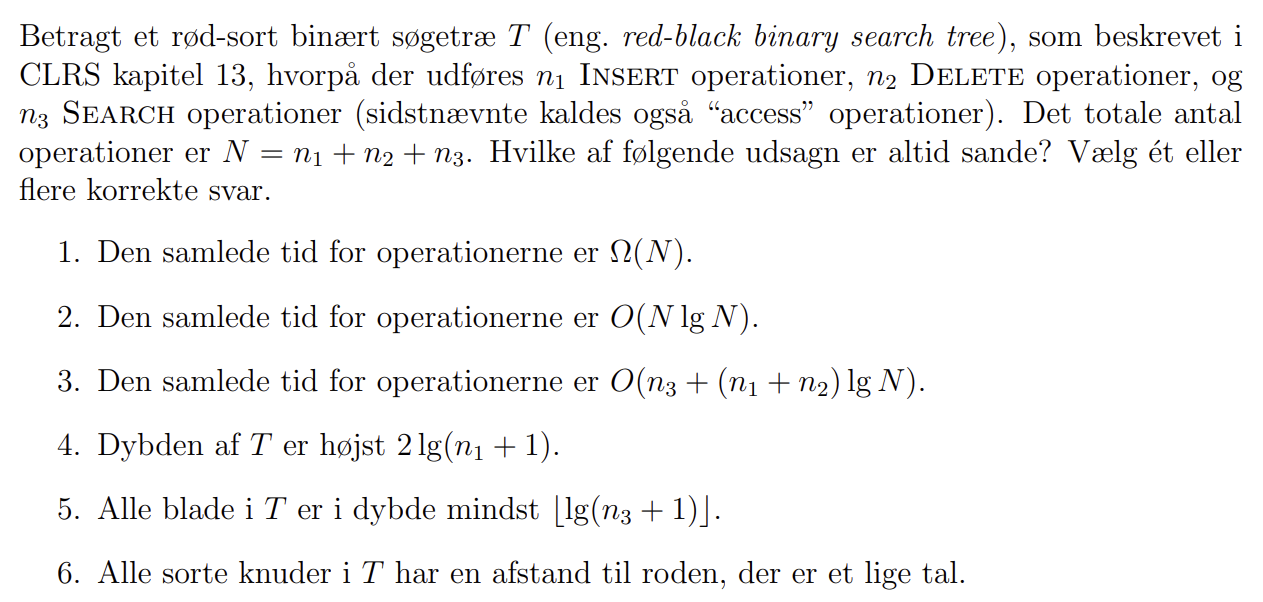 Betragt et rød-sort binært søgetræ T (eng. red-black binary search tree), som beskrevet i
CLRS kapitel 13, hvorpå der udføres n₁ INSERT operationer, n₂ DELETE operationer, og
n₃ SEARCH operationer (sidstnævnte kaldes også “access” operationer). Det totale antal
operationer er N = n₁ + n₂ + n₃. Hvilke af følgende udsagn er altid sande? Vælg ét eller
flere korrekte svar.
1. Den samlede tid for operationerne er Ω(N).
2. Den samlede tid for operationerne er O(N lg N).
3. Den samlede tid for operationerne er O(n₃ + (n₁ + n₂) lg N).
4. Dybden af T er højst 2 lg(n₁ + 1).
5. Alle blade i T er i dybde mindst ⌊lg(n₃ + 1)⌋.
6. Alle sorte knuder i T har en afstand til roden, der er et lige tal.